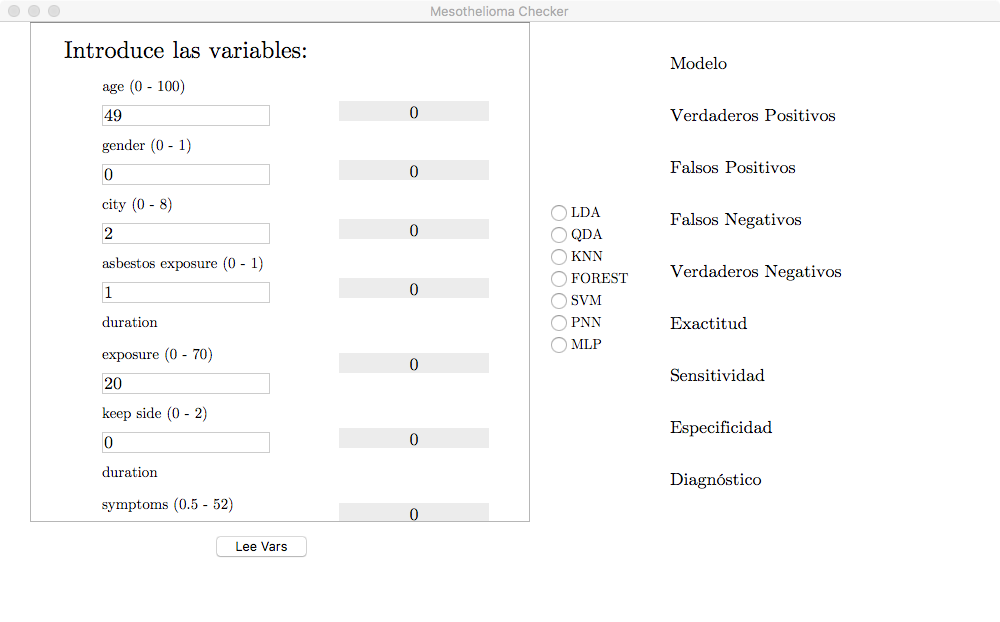 Mesothelioma Checker
Introduce las variables:
age (0 - 100)
49
0
gender (0 - 1)
0
0
city (0 - 8)
2
0
asbestos exposure (0 - 1)
1
0
duration
exposure (0 - 70)
20
0
keep side (0 - 2)
0
0
duration
symptoms (0.5 - 52)
0
Lee Vars
LDA
QDA
KNN
FOREST
SVM
PNN
MLP
Modelo
Verdaderos Positivos
Falsos Positivos
Falsos Negativos
Verdaderos Negativos
Exactitud
Sensitividad
Especificidad
Diagnóstico